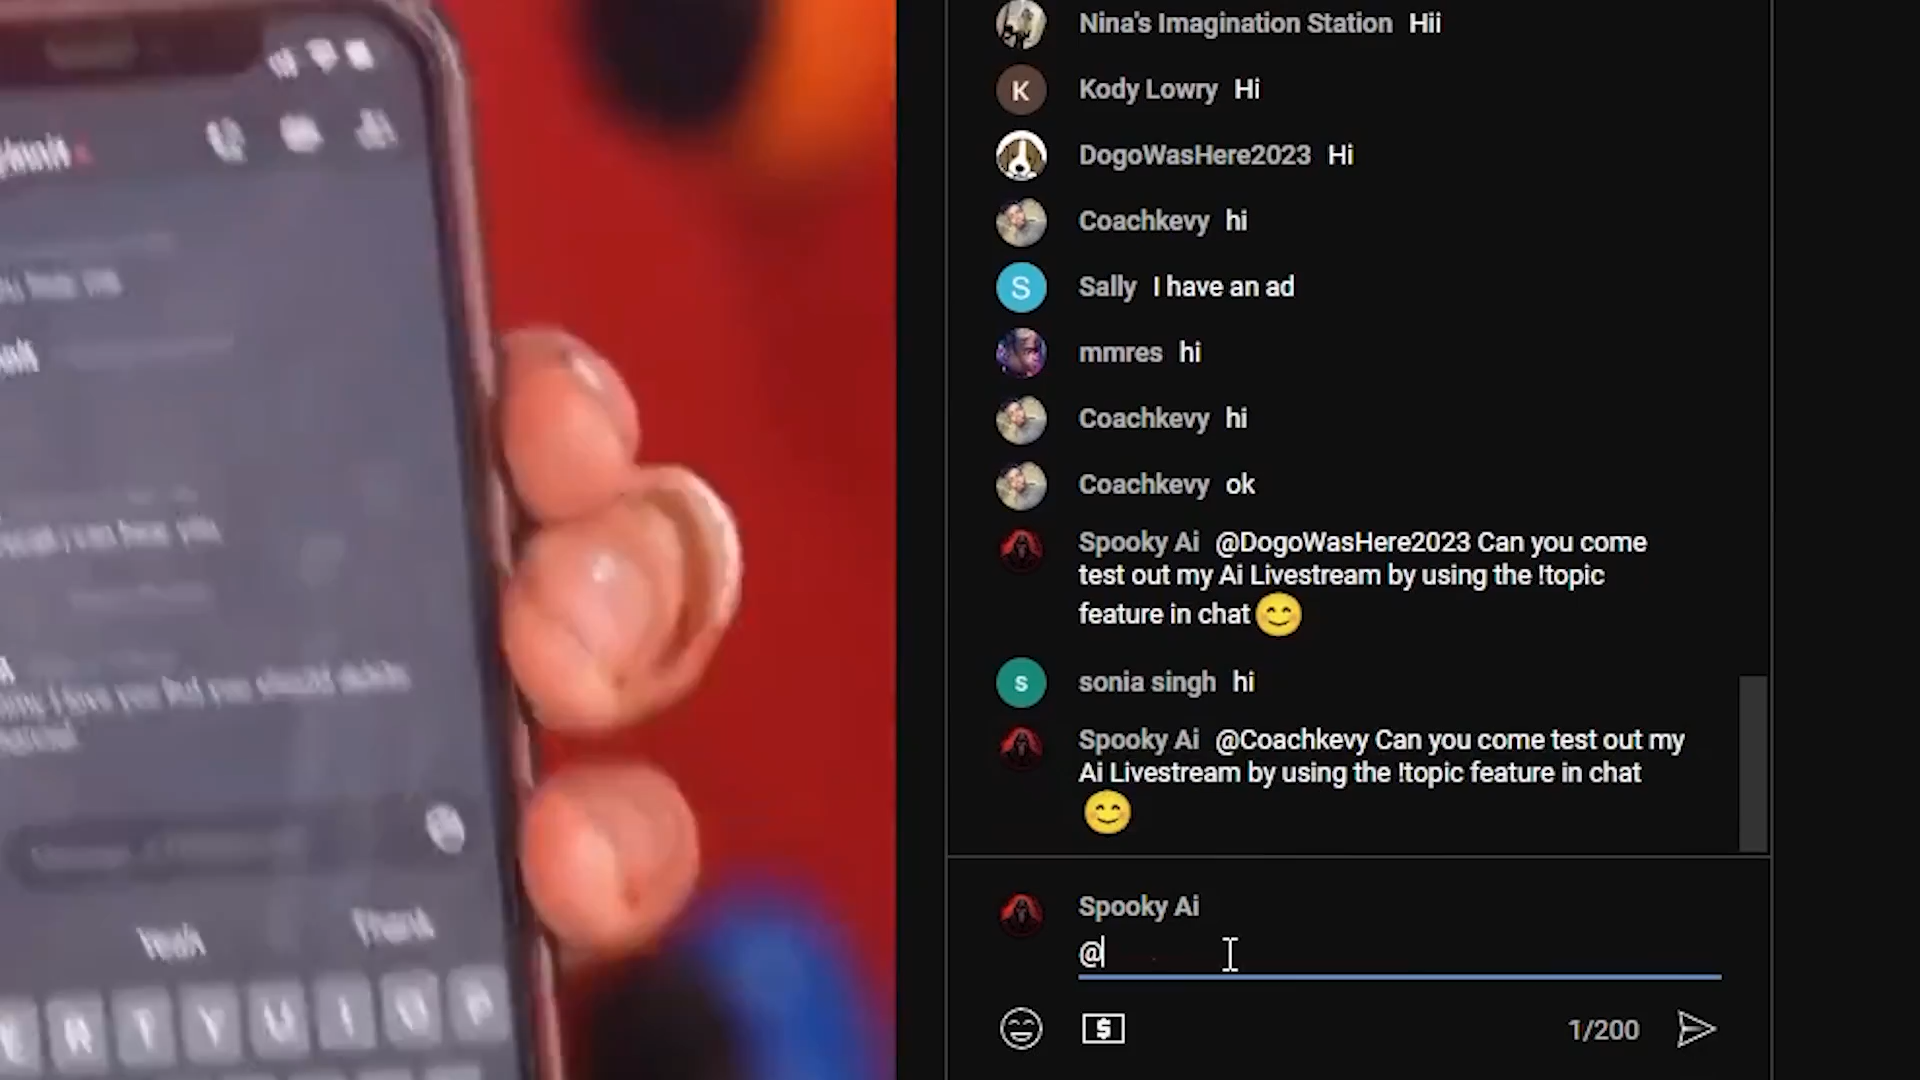 Nina's Imagination Station Hii
K Kody Lowry Hi
DogoWasHere2023 Hi
Coachkevy hi
S Sally I have an ad
mmres hi
Coachkevy hi
Coachkevy ok
Spooky Ai @DogoWasHere2023 Can you come
test out my Ai Livestream by using the !topic
feature in chat 😊
s sonia singh hi
Spooky Ai @Coachkevy Can you come test out my
Ai Livestream by using the !topic feature in chat
😊
Spooky Ai
@
1/200
Yeah
R T Y U I O P